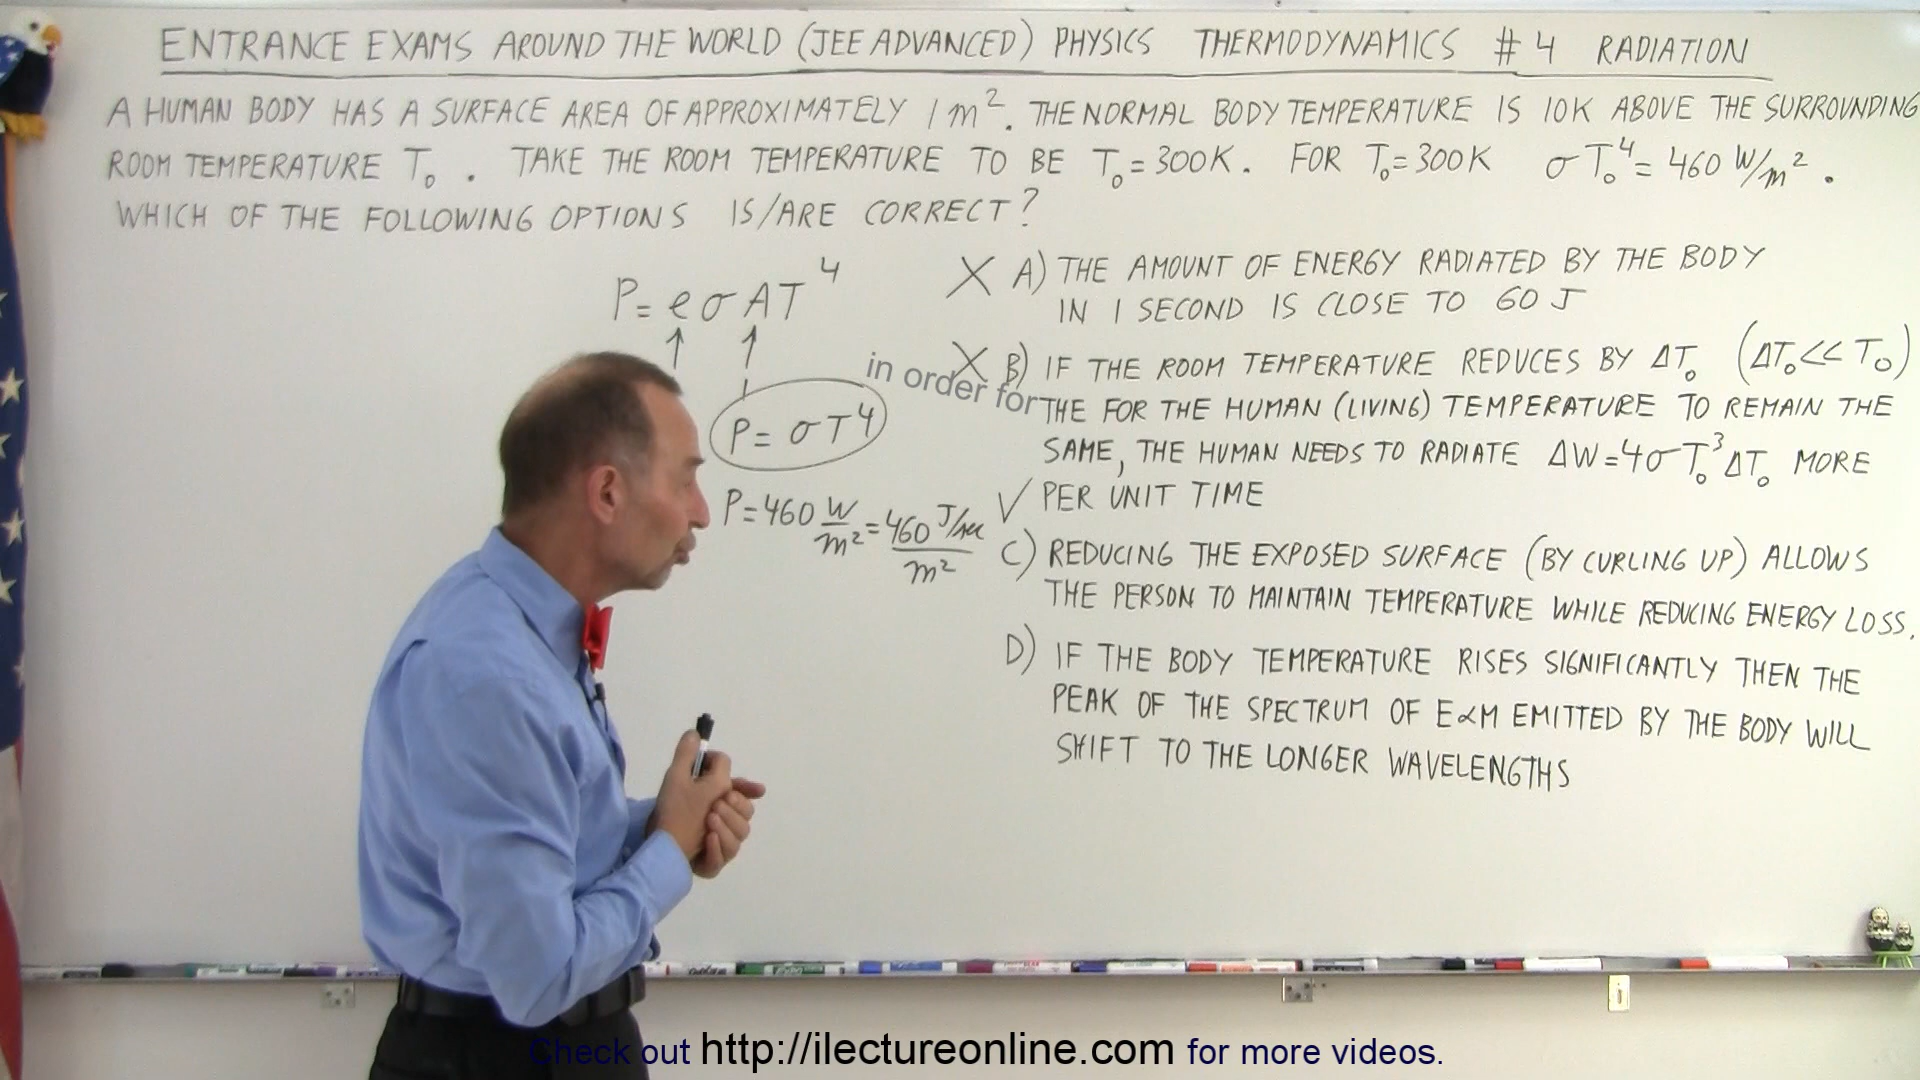 ENTRANCE EXAMS AROUND THE WORLD (JEE ADVANCED) PHYSICS THERMODYNAMICS # 4 RADIATION
A HUMAN BODY HAS A SURFACE AREA OF APPROXIMATELY 1 m². THE NORMAL BODY TEMPERATURE IS 10K ABOVE THE SURROUNDING
ROOM TEMPERATURE T₀. TAKE THE ROOM TEMPERATURE TO BE T₀ = 300K. FOR T₀ = 300K σT₀⁴ = 460 W/m².
WHICH OF THE FOLLOWING OPTIONS IS/ARE CORRECT?
P = eσAT⁴
P = σT⁴
P = 460 W/m² = 460 J/sec/m²
X A) THE AMOUNT OF ENERGY RADIATED BY THE BODY
IN 1 SECOND IS CLOSE TO 60 J
X B) IF THE ROOM TEMPERATURE REDUCES BY ΔT₀ (ΔT₀ << T₀)
in order for
THE FOR THE HUMAN (LIVING) TEMPERATURE TO REMAIN THE
SAME, THE HUMAN NEEDS TO RADIATE ΔW = 4σT₀³ΔT₀ MORE
PER UNIT TIME
√ C) REDUCING THE EXPOSED SURFACE (BY CURLING UP) ALLOWS
THE PERSON TO MAINTAIN TEMPERATURE WHILE REDUCING ENERGY LOSS.
D) IF THE BODY TEMPERATURE RISES SIGNIFICANTLY THEN THE
PEAK OF THE SPECTRUM OF E∝M EMITTED BY THE BODY WILL
SHIFT TO THE LONGER WAVELENGTHS
Check out http://ilectureonline.com for more videos.